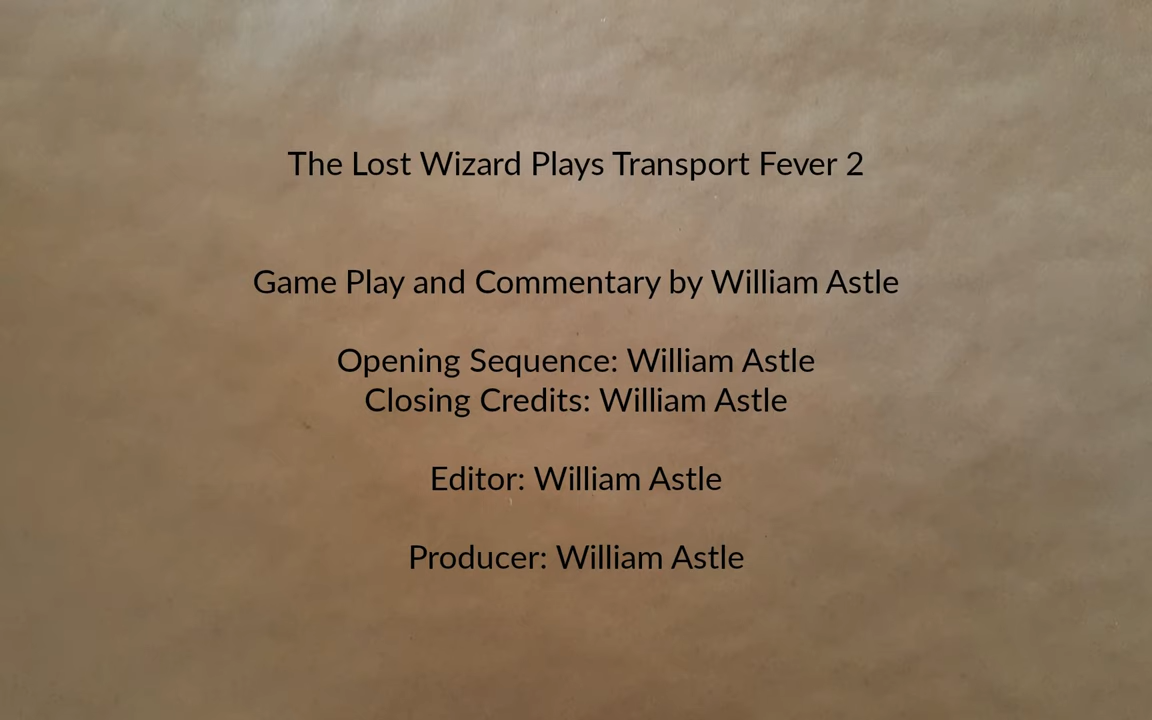 The Lost Wizard Plays Transport Fever 2
Game Play and Commentary by William Astle
Opening Sequence: William Astle
Closing Credits: William Astle
Editor: William Astle
Producer: William Astle